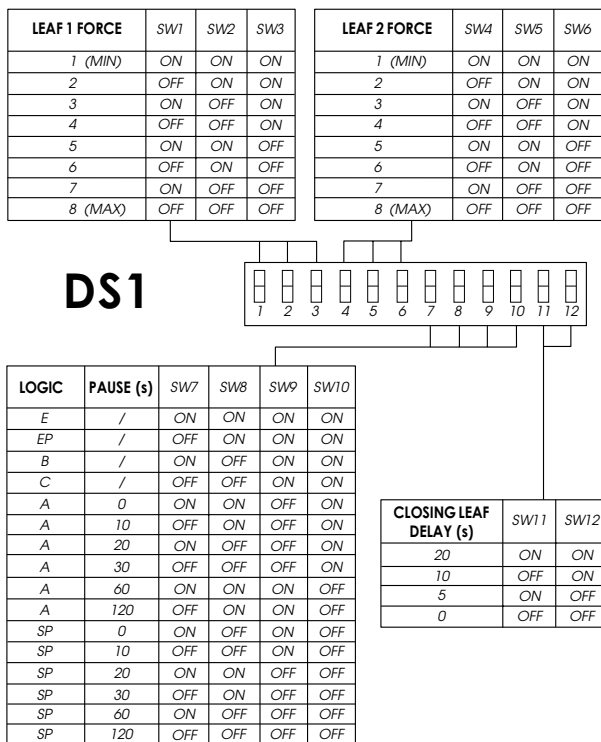 LEAF 1 FORCE SW1 SW2 SW3
1 (MIN) ON ON ON
2 OFF ON ON
3 ON OFF ON
4 OFF OFF ON
5 ON ON OFF
6 OFF ON OFF
7 ON OFF OFF
8 (MAX) OFF OFF OFF
LEAF 2 FORCE SW4 SW5 SW6
1 (MIN) ON ON ON
2 OFF ON ON
3 ON OFF ON
4 OFF OFF ON
5 ON ON OFF
6 OFF ON OFF
7 ON OFF OFF
8 (MAX) OFF OFF OFF
DS1
1 2 3 4 5 6 7 8 9 10 11 12
LOGIC PAUSE (s) SW7 SW8 SW9 SW10
E / ON ON ON ON
EP / OFF ON ON ON
B / ON OFF ON ON
C / OFF OFF ON ON
A 0 ON ON OFF ON
A 10 OFF ON OFF ON
A 20 ON OFF OFF ON
A 30 OFF OFF OFF ON
A 60 ON ON ON OFF
A 120 OFF ON ON OFF
SP 0 ON OFF ON OFF
SP 10 OFF OFF ON OFF
SP 20 ON ON OFF OFF
SP 30 OFF ON OFF OFF
SP 60 ON OFF OFF OFF
SP 120 OFF OFF OFF OFF
CLOSING LEAF
DELAY (s) SW11 SW12
20 ON ON
10 OFF ON
5 ON OFF
0 OFF OFF